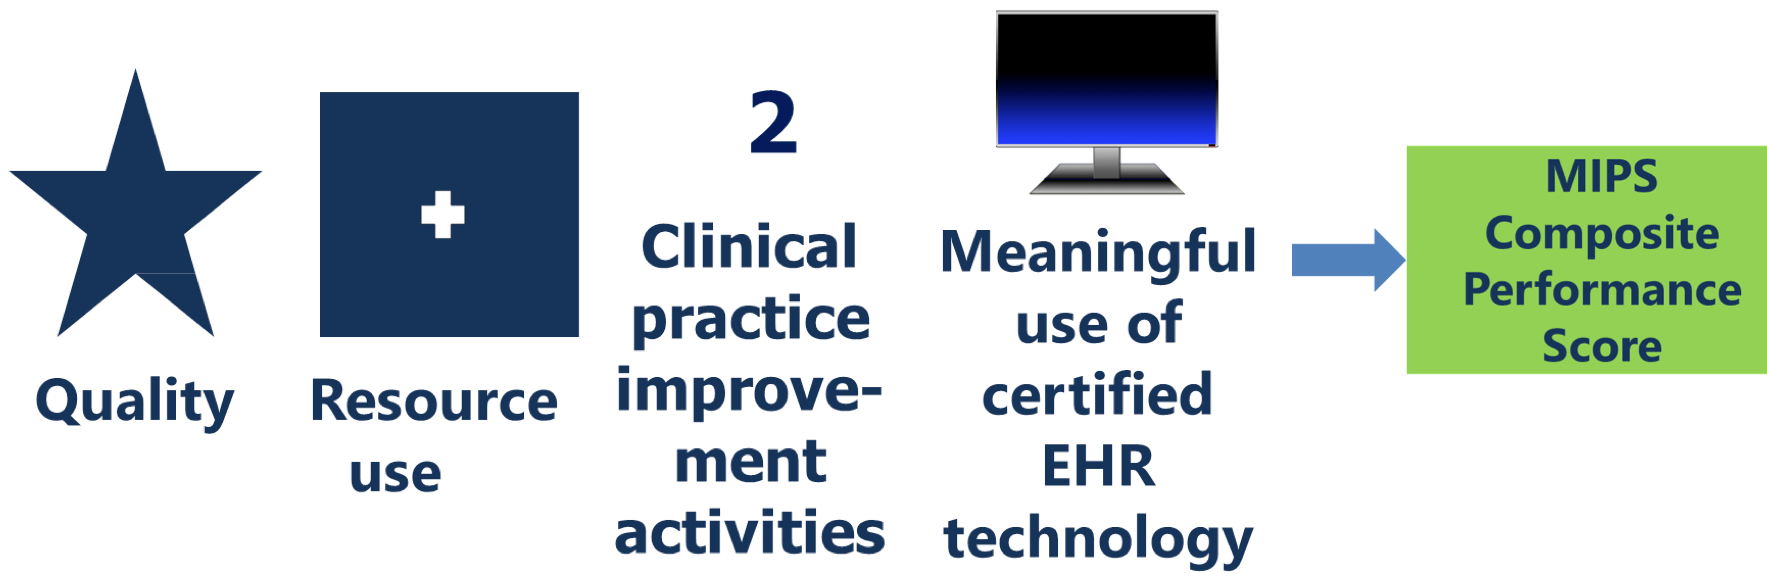 Quality
Resource
use
2
Clinical
practice
improve-
ment
activities
Meaningful
use of
certified
EHR
technology
MIPS
Composite
Performance
Score